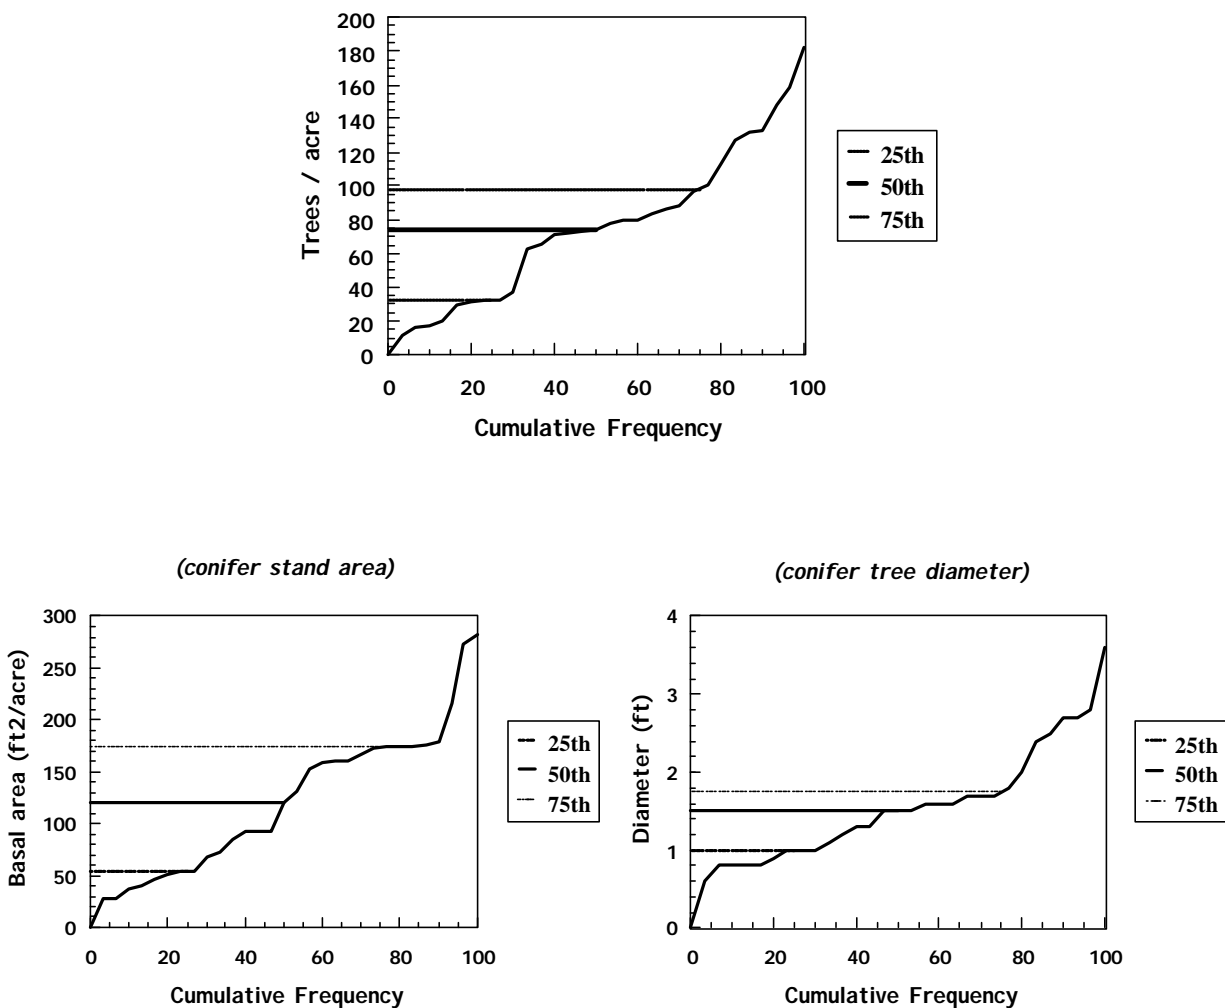 200
180
160
140
120
100
80
60
40
20
0
Trees / acre
0 20 40 60 80 100
Cumulative Frequency
25th
50th
75th
(conifer stand area)
300
250
200
150
100
50
0
Basal area (ft2/acre)
0 20 40 60 80 100
Cumulative Frequency
25th
50th
75th
(conifer tree diameter)
4
3
2
1
0
Diameter (ft)
0 20 40 60 80 100
Cumulative Frequency
25th
50th
75th